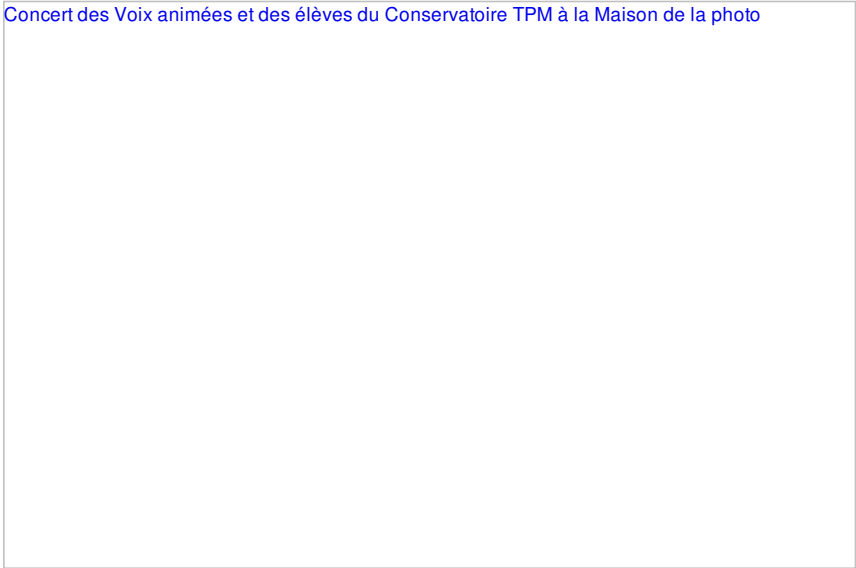 Concert des Voix animées et des élèves du Conservatoire TPM à la Maison de la photo